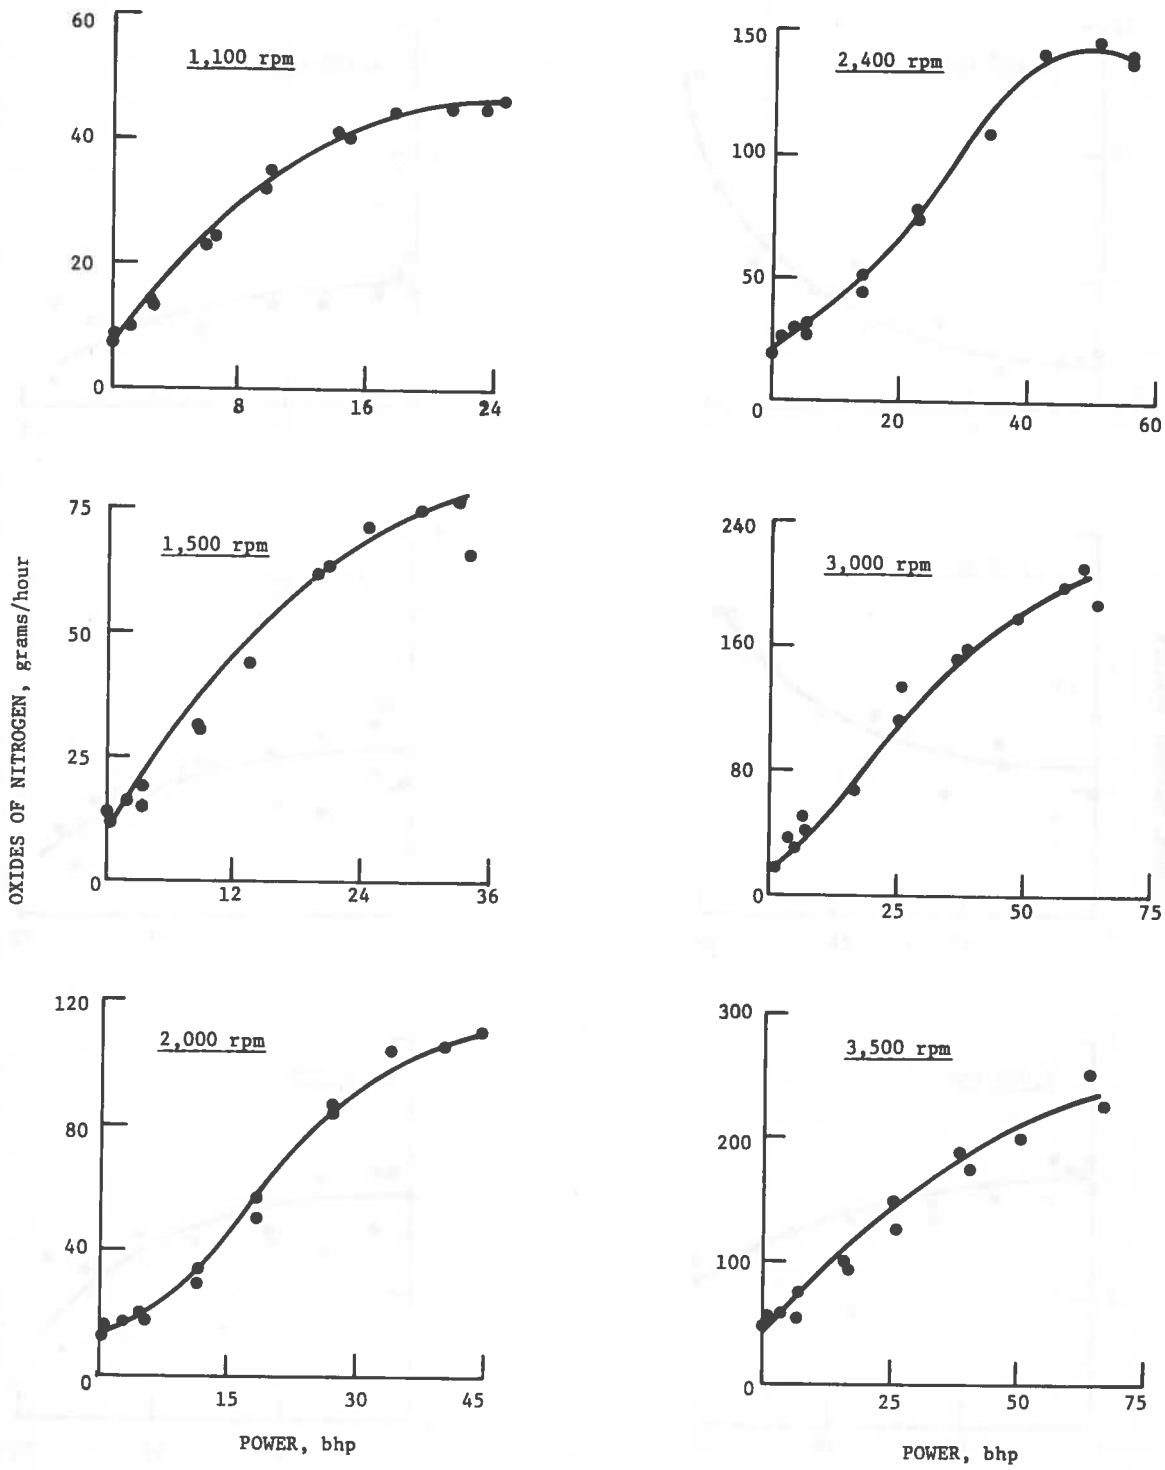 OXIDES OF NITROGEN, grams/hour
1,100 rpm
60
40
20
0
8 16 24
1,500 rpm
75
50
25
0
12 24 36
2,000 rpm
120
80
40
0
15 30 45
POWER, bhp
2,400 rpm
150
100
50
0
20 40 60
3,000 rpm
240
160
80
0
25 50 75
3,500 rpm
300
200
100
0
25 50 75
POWER, bhp